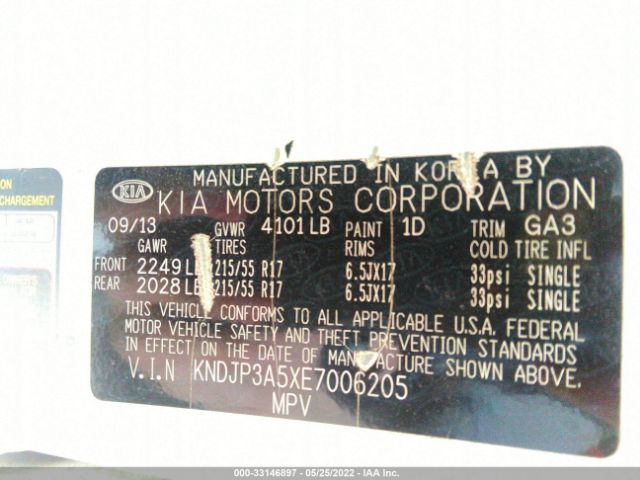 ON
CHARGEMENT
KIA
MANUFACTURED IN KOREA BY
KIA MOTORS CORPORATION
09/13 GVWR 4101 LB PAINT 1D TRIM GA3
GAWR TIRES RIMS COLD TIRE INFL
FRONT 2249 LB 215/55 R17 6.5JX17 33psi SINGLE
REAR 2028 LB 215/55 R17 6.5JX17 33psi SINGLE
THIS VEHICLE CONFORMS TO ALL APPLICABLE U.S.A. FEDERAL
MOTOR VEHICLE SAFETY AND THEFT PREVENTION STANDARDS
IN EFFECT ON THE DATE OF MANUFACTURE SHOWN ABOVE.
V.I.N KNDJP3A5XE7006205
MPV
000-33146897 - 05/25/2022 - IAA Inc.